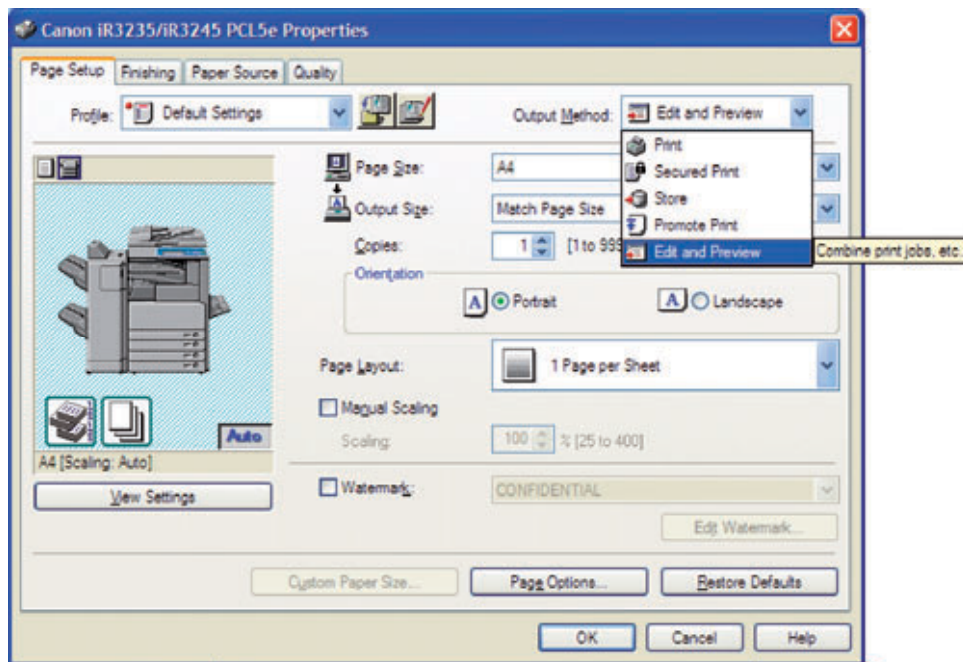 Canon iR3235/iR3245 PCL5e Properties
Page Setup Finishing Paper Source Quality
Profile: Default Settings
Output Method: Edit and Preview
Print
Secured Print
Store
Promote Print
Edit and Preview
Combine print jobs, etc.
Page Size: A4
Output Size: Match Page Size
Copies: 1 [1 to 999
Orientation
A Portrait A Landscape
Page Layout: 1 Page per Sheet
Manual Scaling
Scaling: 100 % [25 to 400]
Auto
A4 [Scaling: Auto]
View Settings
Watermark: CONFIDENTIAL
Edit Watermark...
Custom Paper Size... Page Options... Restore Defaults
OK Cancel Help